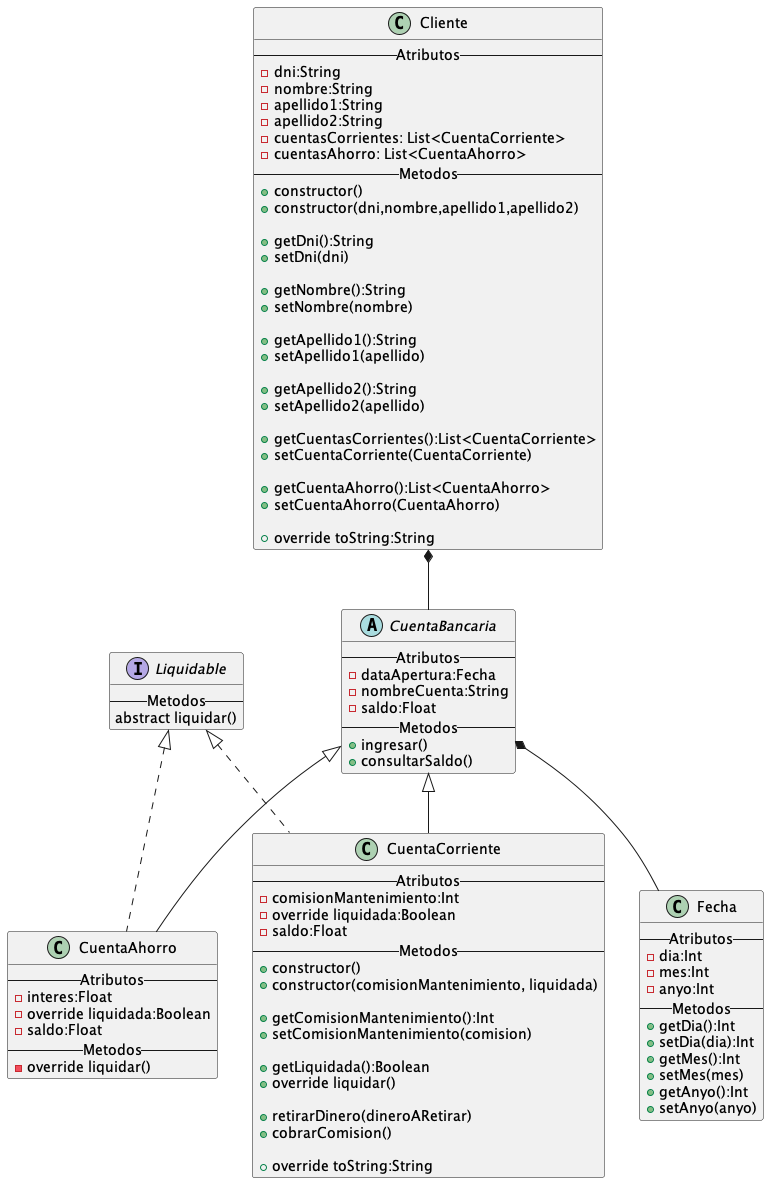 C Cliente
Atributos
dni:String
nombre:String
apellido1:String
apellido2:String
cuentasCorrientes: List<CuentaCorriente>
cuentasAhorro: List<CuentaAhorro>
Metodos
constructor()
constructor(dni,nombre,apellido1,apellido2)
getDni():String
setDni(dni)
getNombre():String
setNombre(nombre)
getApellido1():String
setApellido1(apellido)
getApellido2():String
setApellido2(apellido)
getCuentasCorrientes():List<CuentaCorriente>
setCuentaCorriente(CuentaCorriente)
getCuentaAhorro():List<CuentaAhorro>
setCuentaAhorro(CuentaAhorro)
override toString:String
A CuentaBancaria
Atributos
dataApertura:Fecha
nombreCuenta:String
saldo:Float
Metodos
ingresar()
consultarSaldo()
I Liquidable
Metodos
abstract liquidar()
C CuentaAhorro
Atributos
interes:Float
override liquidada:Boolean
saldo:Float
Metodos
override liquidar()
C CuentaCorriente
Atributos
comisionMantenimiento:Int
override liquidada:Boolean
saldo:Float
Metodos
constructor()
constructor(comisionMantenimiento, liquidada)
getComisionMantenimiento():Int
setComisionMantenimiento(comision)
getLiquidada():Boolean
override liquidar()
retirarDinero(dineroARetirar)
cobrarComision()
override toString:String
C Fecha
Atributos
dia:Int
mes:Int
anyo:Int
Metodos
getDia():Int
setDia(dia):Int
getMes():Int
setMes(mes)
getAnyo():Int
setAnyo(anyo)